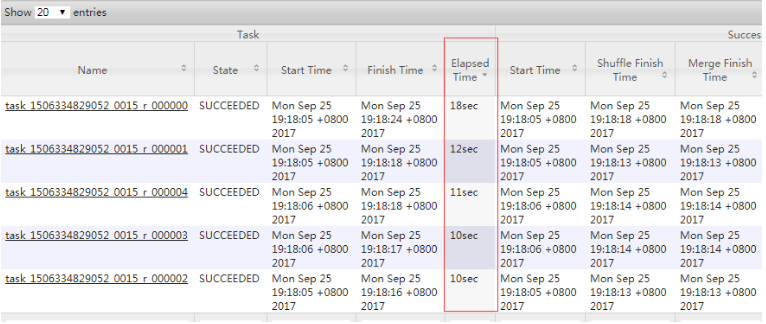 Show 20 entries
Task Succes
Name State Start Time Finish Time Elapsed Time Start Time Shuffle Finish Time Merge Finish Time
task_1506334829052_0015_r_000000 SUCCEEDED Mon Sep 25 19:18:05 +0800 2017 Mon Sep 25 19:18:24 +0800 2017 18sec Mon Sep 25 19:18:05 +0800 2017 Mon Sep 25 19:18:18 +0800 2017 Mon Sep 25 19:18:18 +0800 2017
task_1506334829052_0015_r_000001 SUCCEEDED Mon Sep 25 19:18:05 +0800 2017 Mon Sep 25 19:18:18 +0800 2017 12sec Mon Sep 25 19:18:05 +0800 2017 Mon Sep 25 19:18:13 +0800 2017 Mon Sep 25 19:18:13 +0800 2017
task_1506334829052_0015_r_000004 SUCCEEDED Mon Sep 25 19:18:06 +0800 2017 Mon Sep 25 19:18:18 +0800 2017 11sec Mon Sep 25 19:18:06 +0800 2017 Mon Sep 25 19:18:14 +0800 2017 Mon Sep 25 19:18:14 +0800 2017
task_1506334829052_0015_r_000003 SUCCEEDED Mon Sep 25 19:18:06 +0800 2017 Mon Sep 25 19:18:17 +0800 2017 10sec Mon Sep 25 19:18:06 +0800 2017 Mon Sep 25 19:18:14 +0800 2017 Mon Sep 25 19:18:14 +0800 2017
task_1506334829052_0015_r_000002 SUCCEEDED Mon Sep 25 19:18:05 +0800 2017 Mon Sep 25 19:18:16 +0800 2017 10sec Mon Sep 25 19:18:05 +0800 2017 Mon Sep 25 19:18:13 +0800 2017 Mon Sep 25 19:18:13 +0800 2017